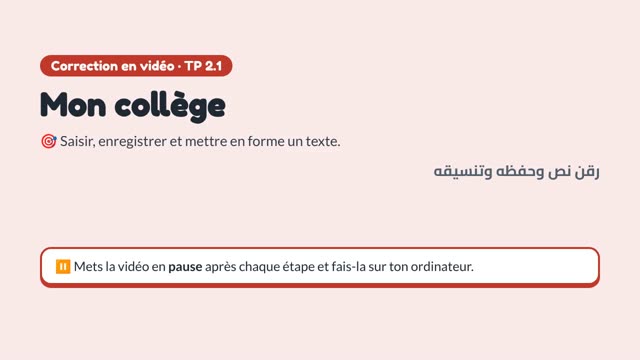 Correction en vidéo · TP 2.1
Mon collège
🎯 Saisir, enregistrer et mettre en forme un texte.
رقن نص وحفظه وتنسيقه
⏸️ Mets la vidéo en pause après chaque étape et fais-la sur ton ordinateur.